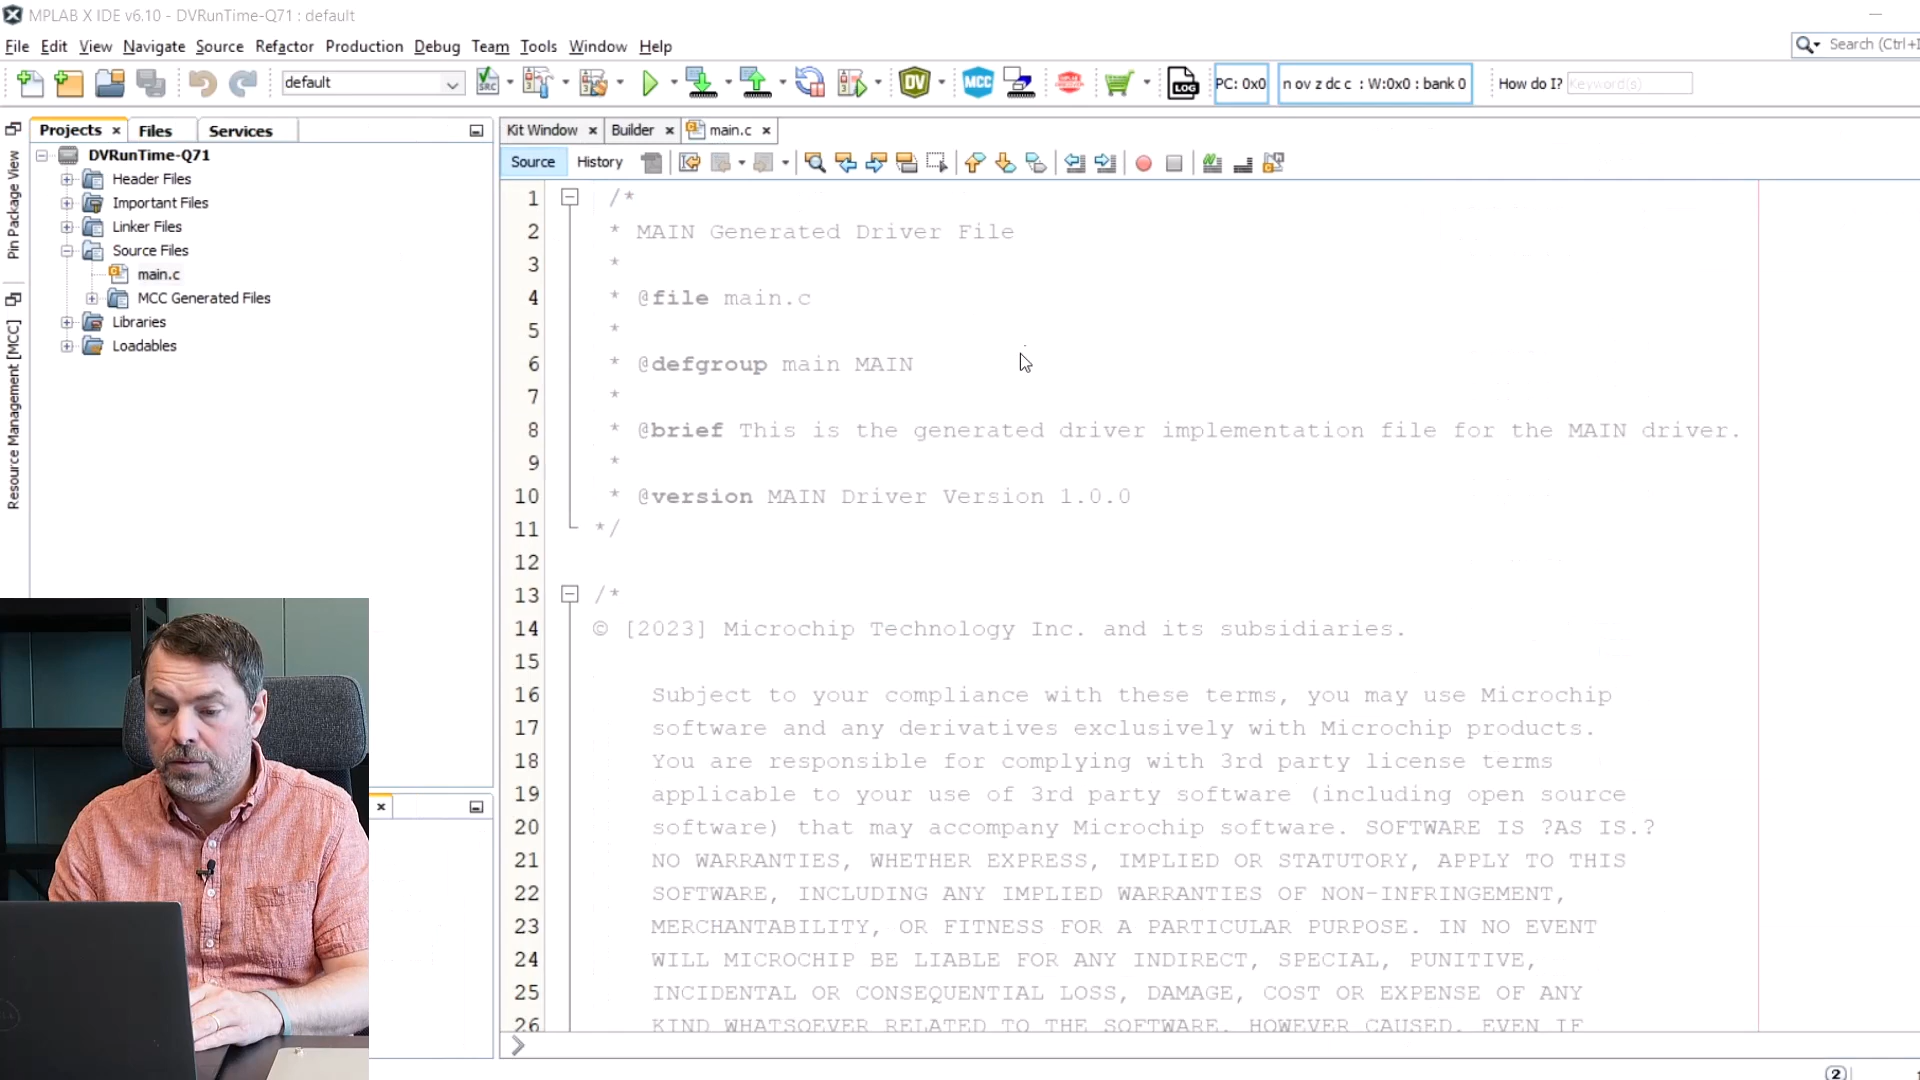 MPLAB X IDE v6.10 - DVRunTime-Q71 : default
File Edit View Navigate Source Refactor Production Debug Team Tools Window Help
Search (Ctrl+I
default
SRC
DV
MCC
LOG
PC: 0x0
n ov z dc c : W:0x0 : bank 0
How do I?
Keyword(s)
Projects
Files
Services
Kit Window
Builder
main.c
Source
History
Pin Package View
Resource Management [MCC]
DVRunTime-Q71
Header Files
Important Files
Linker Files
Source Files
main.c
MCC Generated Files
Libraries
Loadables
1 /*
2 * MAIN Generated Driver File
3 *
4 * @file main.c
5 *
6 * @defgroup main MAIN
7 *
8 * @brief This is the generated driver implementation file for the MAIN driver.
9 *
10 * @version MAIN Driver Version 1.0.0
11 */
12
13 /*
14 © [2023] Microchip Technology Inc. and its subsidiaries.
15
16 Subject to your compliance with these terms, you may use Microchip
17 software and any derivatives exclusively with Microchip products.
18 You are responsible for complying with 3rd party license terms
19 applicable to your use of 3rd party software (including open source
20 software) that may accompany Microchip software. SOFTWARE IS ?AS IS.?
21 NO WARRANTIES, WHETHER EXPRESS, IMPLIED OR STATUTORY, APPLY TO THIS
22 SOFTWARE, INCLUDING ANY IMPLIED WARRANTIES OF NON-INFRINGEMENT,
23 MERCHANTABILITY, OR FITNESS FOR A PARTICULAR PURPOSE. IN NO EVENT
24 WILL MICROCHIP BE LIABLE FOR ANY INDIRECT, SPECIAL, PUNITIVE,
25 INCIDENTAL OR CONSEQUENTIAL LOSS, DAMAGE, COST OR EXPENSE OF ANY
26 KIND WHATSOEVER RELATED TO THE SOFTWARE, HOWEVER CAUSED, EVEN IF
2